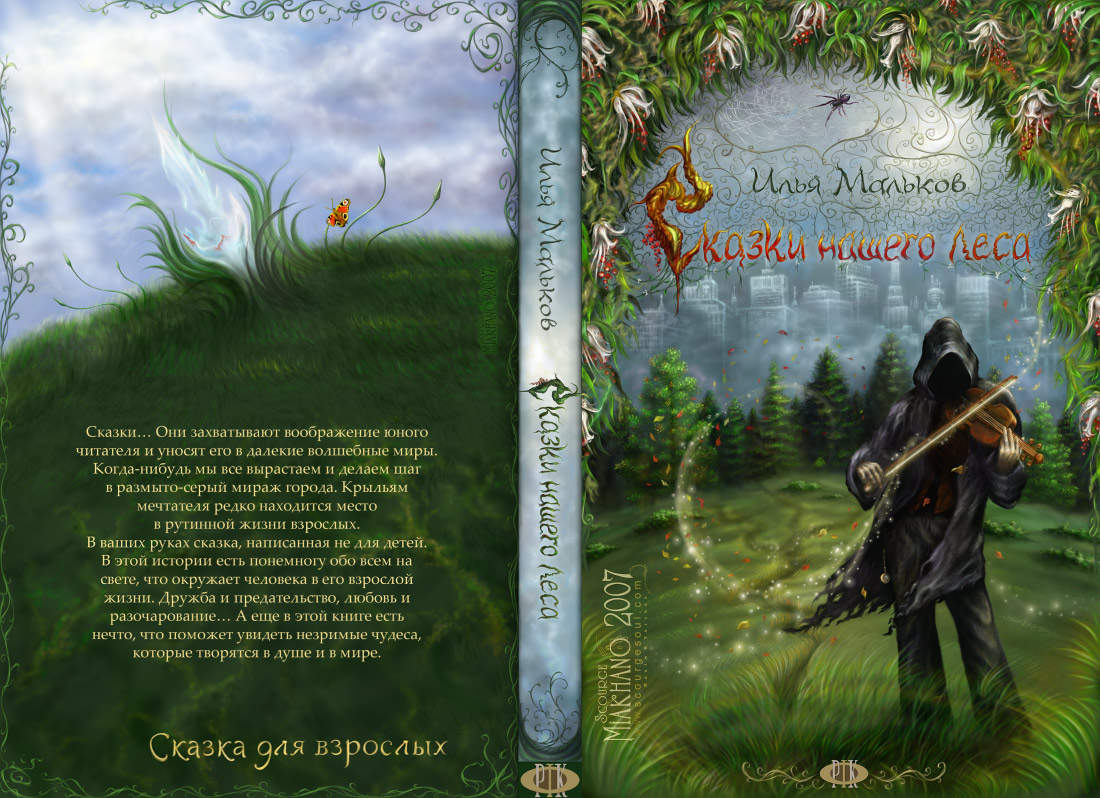 Сказки… Они захватывают воображение юного
читателя и уносят его в далекие волшебные миры.
Когда-нибудь мы все вырастаем и делаем шаг
в размыто-серый мираж города. Крыльям
мечтателя редко находится место
в рутинной жизни взрослых.
В ваших руках сказка, написанная не для детей.
В этой истории есть понемногу обо всем на
свете, что окружает человека в его взрослой
жизни. Дружба и предательство, любовь и
разочарование… А еще в этой книге есть
нечто, что поможет увидеть незримые чудеса,
которые творятся в душе и в мире.
Сказка для взрослых
Илья Мальков
Сказки нашего леса
Илья Мальков
Сказки нашего леса
SCOURGE
MIAKHANO 2007